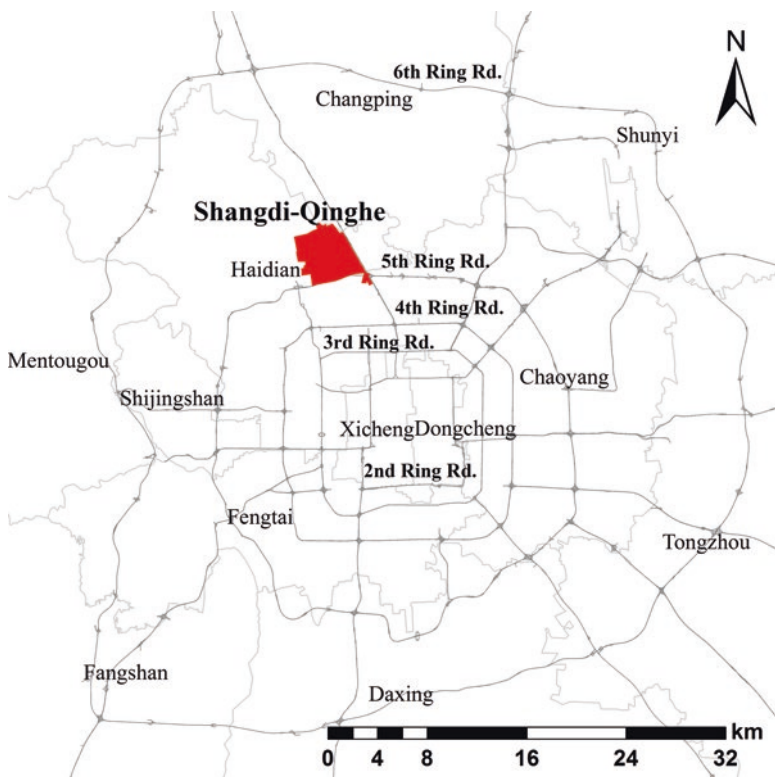 N
6th Ring Rd.
Changping
Shunyi
Shangdi-Qinghe
5th Ring Rd.
Haidian
4th Ring Rd.
3rd Ring Rd.
Mentougou
Chaoyang
Shijingshan
XichengDongcheng
2nd Ring Rd.
Fengtai
Tongzhou
Fangshan
Daxing
km
0 2 4 8 16 24 32